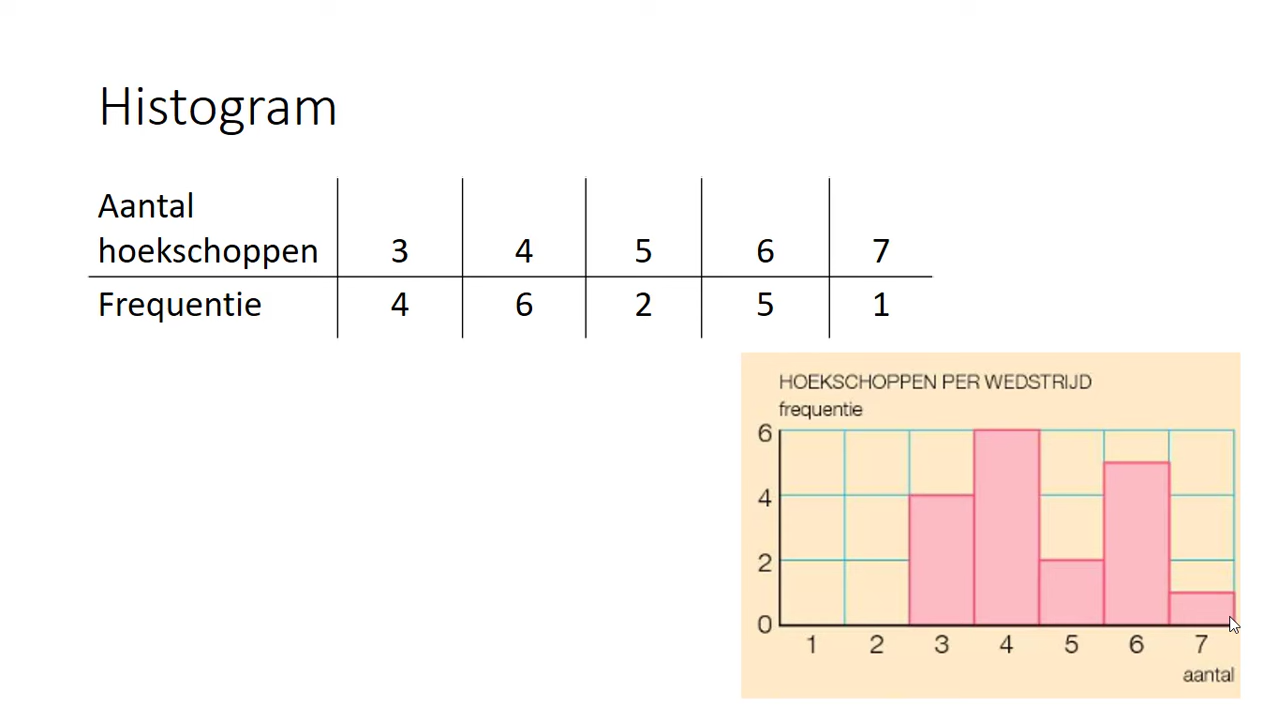 Histogram
Aantal
hoekschoppen 3 4 5 6 7
Frequentie 4 6 2 5 1
HOEKSCHOPPEN PER WEDSTRIJD
frequentie
6
4
2
0
1 2 3 4 5 6 7
aantal